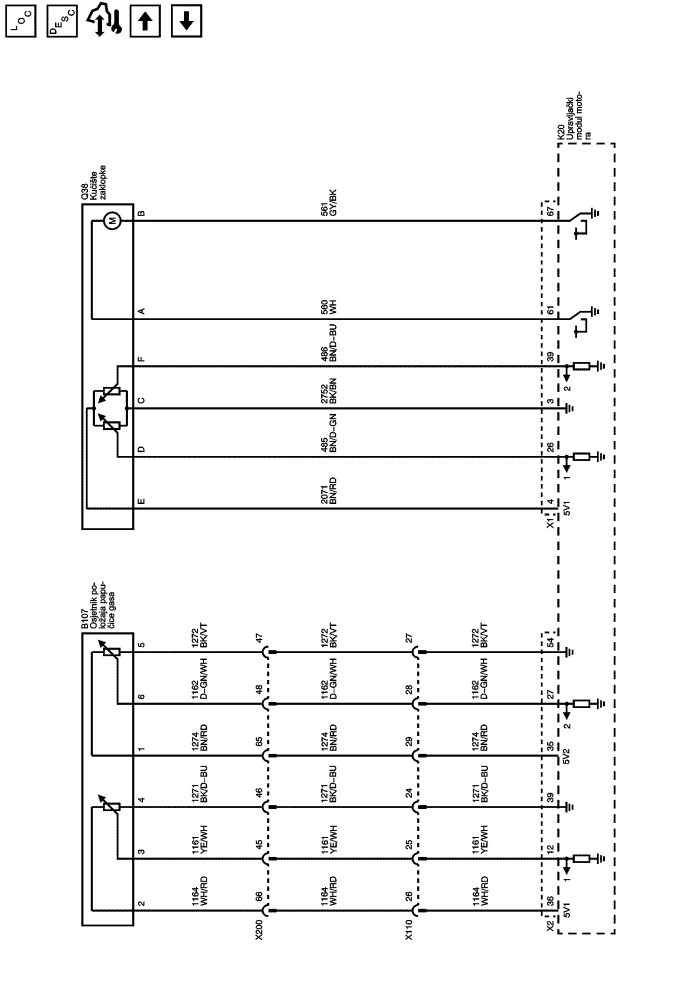 LOC
DESC
B107
Osjetnik po-
ložaja papu-
čice gasa
Q38
Kućište
zaklopke
M
2 3 4 1 6 5
E D C F A B
1164 WH/RD
1161 YE/WH
1271 BK/D-BU
1274 BN/RD
1162 D-GN/WH
1272 BK/VT
X200
66 45 46 65 48 47
1164 WH/RD
1161 YE/WH
1271 BK/D-BU
1274 BN/RD
1162 D-GN/WH
1272 BK/VT
2071 BN/RD
485 BN/D-GN
2752 BK/BN
486 BN/D-BU
560 WH
561 GY/BK
X110
26 25 24 29 28 27
1164 WH/RD
1161 YE/WH
1271 BK/D-BU
1274 BN/RD
1162 D-GN/WH
1272 BK/VT
X2
36 12 39 35 27 54
X1
4 26 3 39 61 67
5V1 1 5V2 2
5V1 1 2
K20
Upravljački
modul moto-
ra